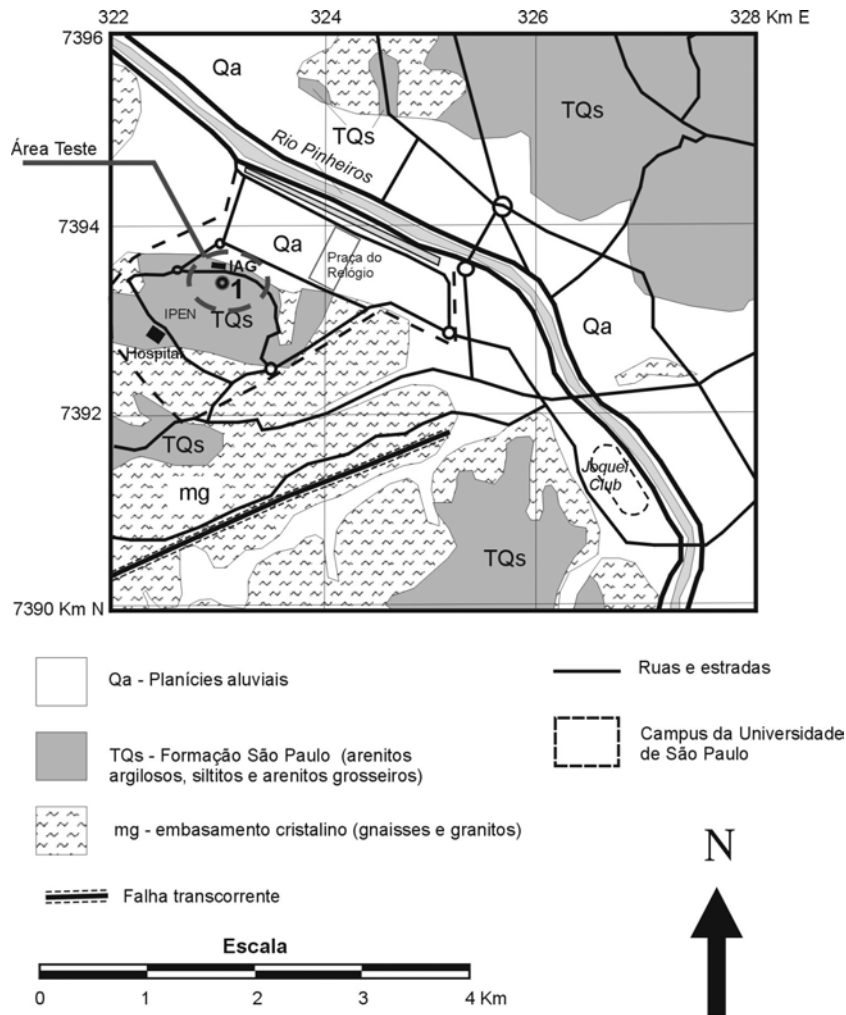 322 324 326 328 Km E
7396
Qa
TQs
TQs
Rio Pinheiros
Área Teste
7394
Qa
Praça do
Relógio
IAG
1
IPEN
TQs
Qa
Hospital
7392
TQs
Joquei
Club
mg
TQs
7390 Km N
Qa - Planícies aluviais
TQs - Formação São Paulo (arenitos
argilosos, siltitos e arenitos grosseiros)
mg - embasamento cristalino (gnaisses e granitos)
Falha transcorrente
Ruas e estradas
Campus da Universidade
de São Paulo
Escala
0 1 2 3 4 Km
N